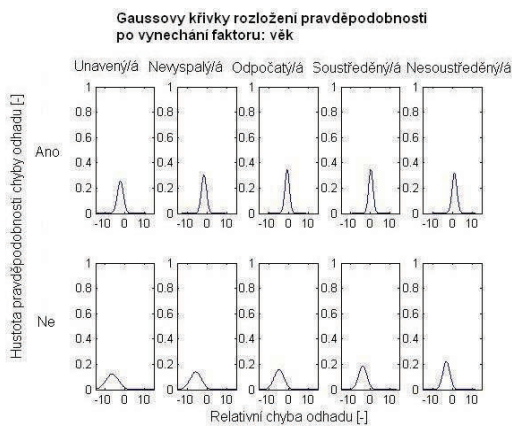 Gaussovy křivky rozložení pravděpodobnosti
po vynechání faktoru: věk
Unavený/á Nevyspalý/á Odpočatý/á Soustředěný/á Nesoustředěný/á
Hustota pravděpodobnosti chyby odhadu [-]
Ano
1 1 1 1 1
0.8 0.8 0.8 0.8 0.8
0.6 0.6 0.6 0.6 0.6
0.4 0.4 0.4 0.4 0.4
0.2 0.2 0.2 0.2 0.2
0 0 0 0 0
-10 0 10 -10 0 10 -10 0 10 -10 0 10 -10 0 10
Ne
1 1 1 1 1
0.8 0.8 0.8 0.8 0.8
0.6 0.6 0.6 0.6 0.6
0.4 0.4 0.4 0.4 0.4
0.2 0.2 0.2 0.2 0.2
0 0 0 0 0
-10 0 10 -10 0 10 -10 0 10 -10 0 10 -10 0 10
Relativní chyba odhadu [-]